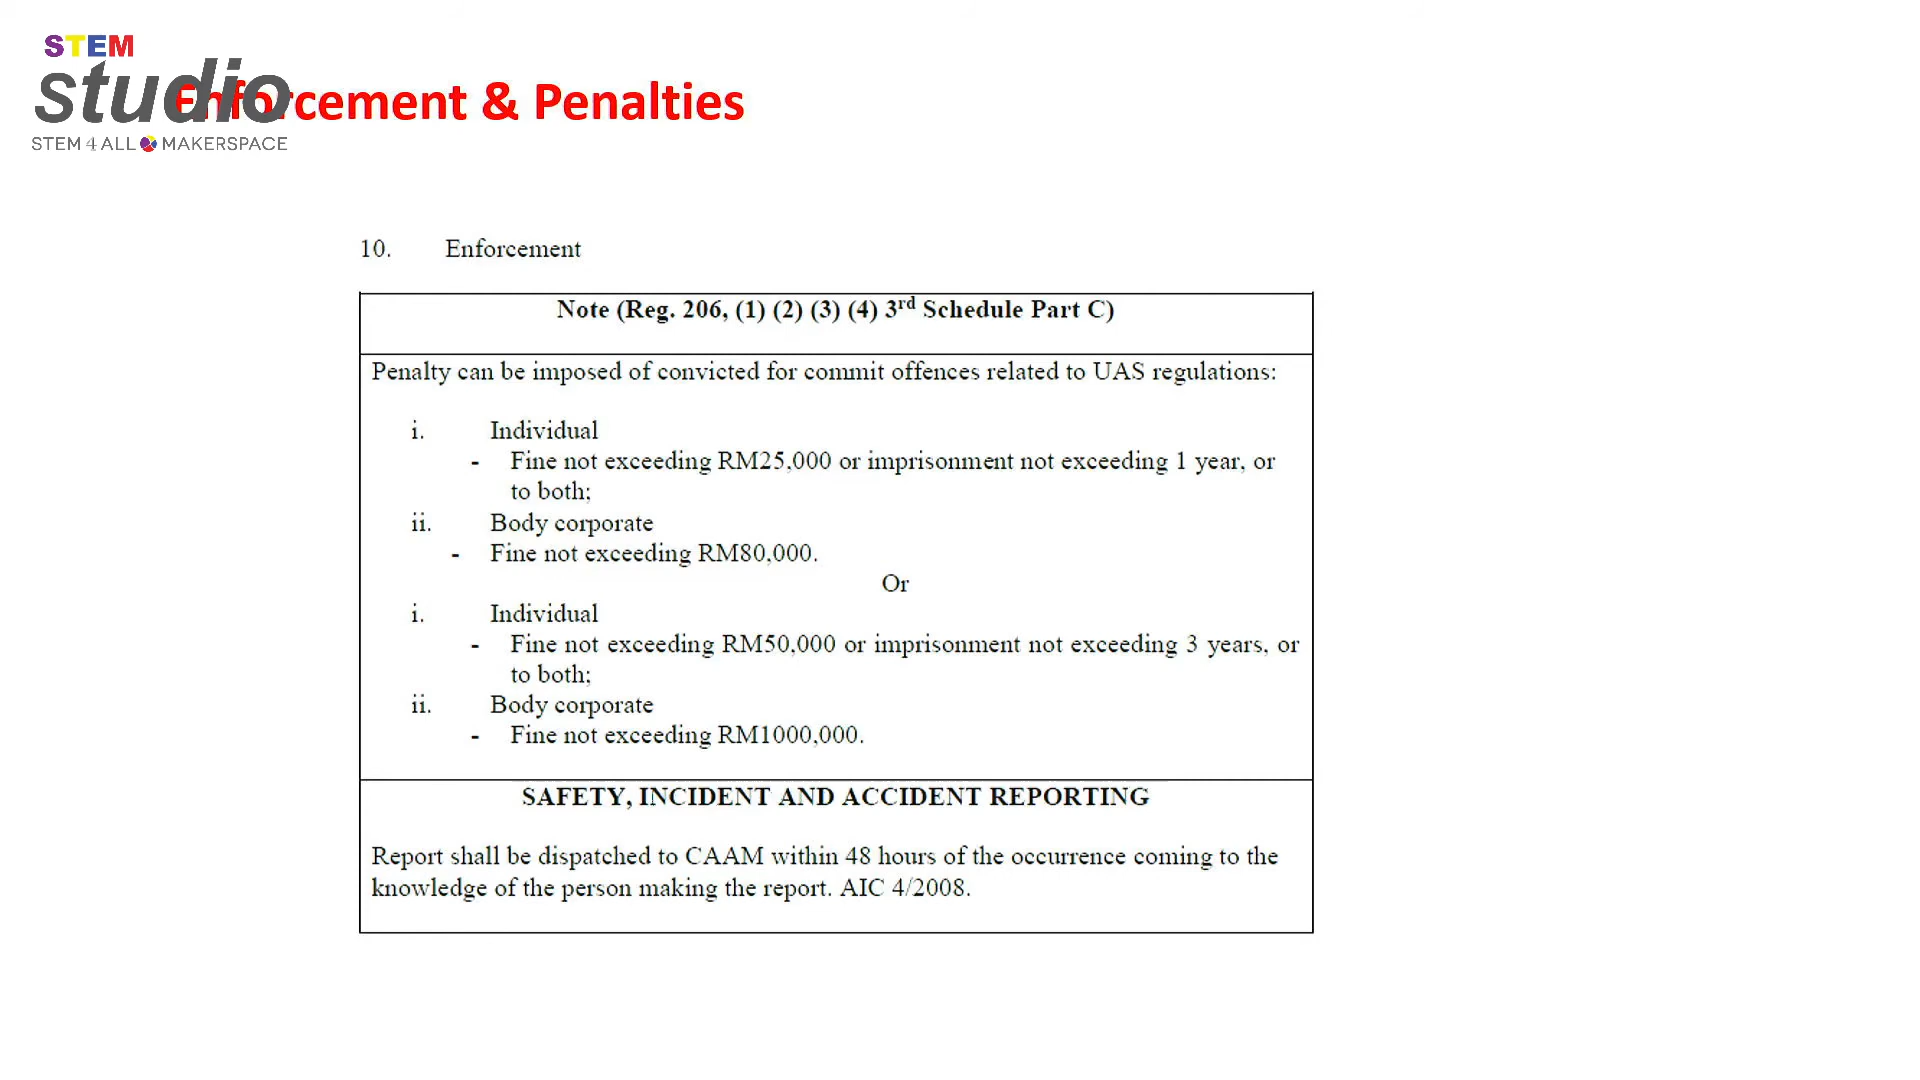 STEM
studio
Enforcement & Penalties
STEM 4 ALL MAKERSPACE
10. Enforcement
Note (Reg. 206, (1) (2) (3) (4) 3rd Schedule Part C)
Penalty can be imposed of convicted for commit offences related to UAS regulations:
i. Individual
- Fine not exceeding RM25,000 or imprisonment not exceeding 1 year, or
to both;
ii. Body corporate
- Fine not exceeding RM80,000.
Or
i. Individual
- Fine not exceeding RM50,000 or imprisonment not exceeding 3 years, or
to both;
ii. Body corporate
- Fine not exceeding RM1000,000.
SAFETY, INCIDENT AND ACCIDENT REPORTING
Report shall be dispatched to CAAM within 48 hours of the occurrence coming to the
knowledge of the person making the report. AIC 4/2008.